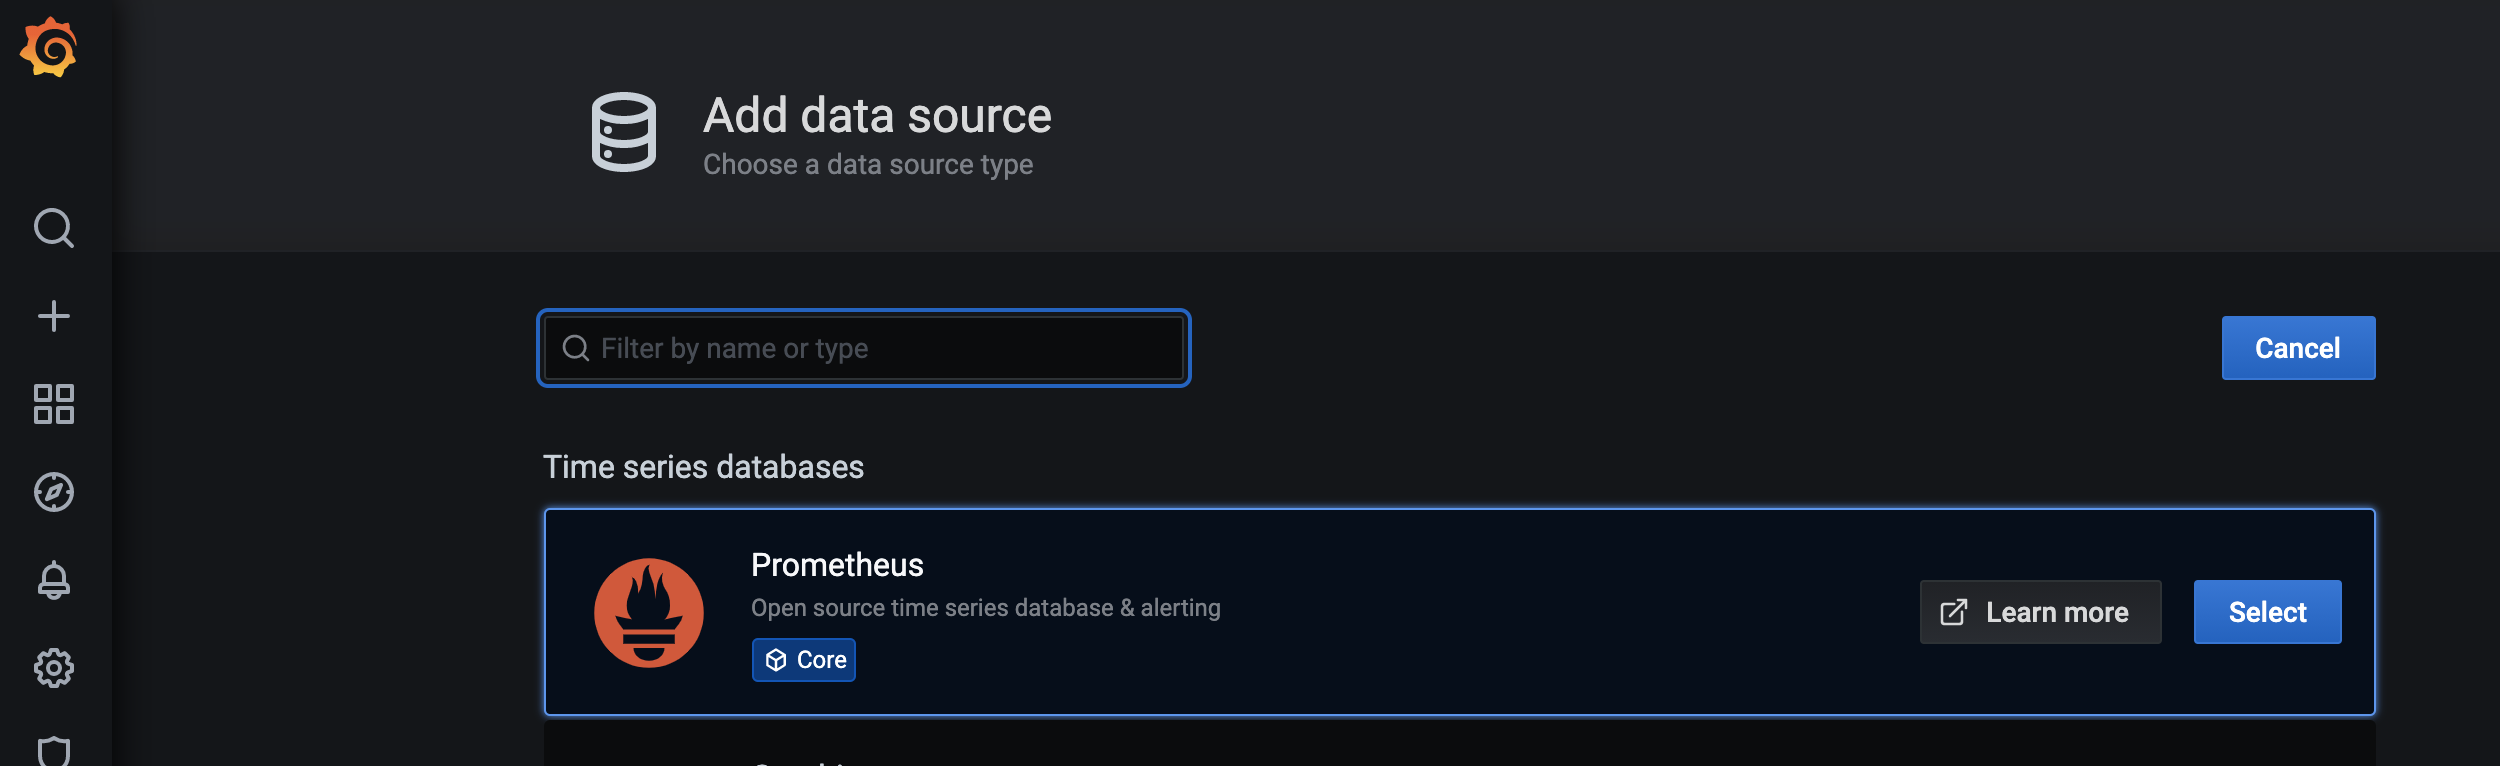 Add data source
Choose a data source type
Filter by name or type
Cancel
Time series databases
Prometheus
Open source time series database & alerting
Core
Learn more
Select